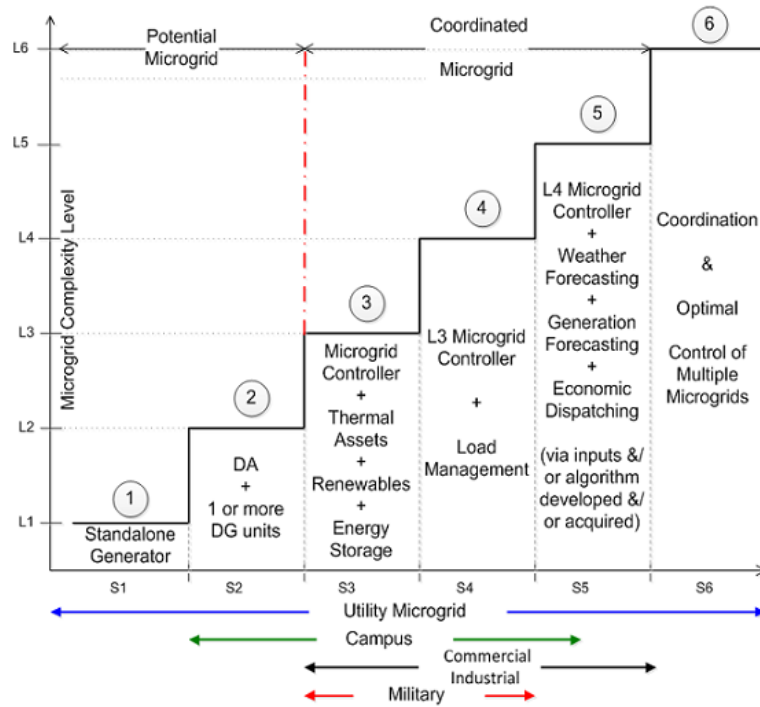 Potential
Microgrid
Coordinated
Microgrid
Microgrid Complexity Level
L6
L5
L4
L3
L2
L1
1
Standalone
Generator
2
DA
+
1 or more
DG units
3
Microgrid
Controller
+
Thermal
Assets
+
Renewables
+
Energy
Storage
4
L3 Microgrid
Controller
+
Load
Management
5
L4 Microgrid
Controller
+
Weather
Forecasting
+
Generation
Forecasting
+
Economic
Dispatching
(via inputs &/
or algorithm
developed &/
or acquired)
6
Coordination
&
Optimal
Control of
Multiple
Microgrids
S1
S2
S3
S4
S5
S6
Utility Microgrid
Campus
Commercial
Industrial
Military